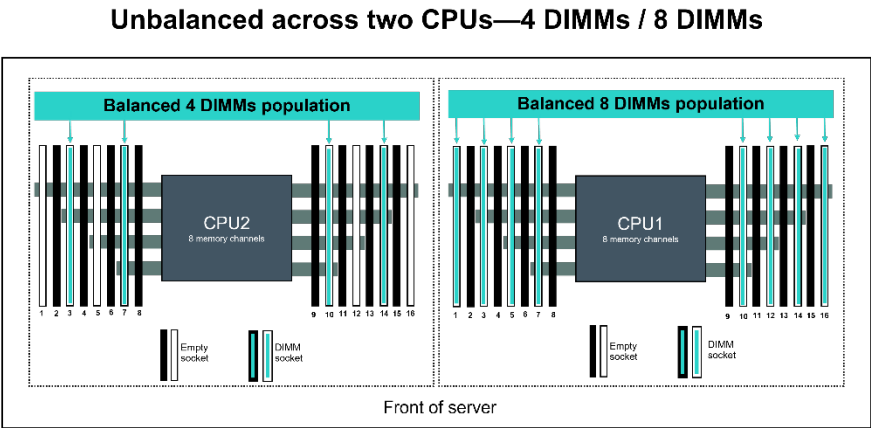 Unbalanced across two CPUs—4 DIMMs / 8 DIMMs
Balanced 4 DIMMs population
CPU2
8 memory channels
1 2 3 4 5 6 7 8
9 10 11 12 13 14 15 16
Empty
socket
DIMM
socket
Balanced 8 DIMMs population
CPU1
8 memory channels
1 2 3 4 5 6 7 8
9 10 11 12 13 14 15 16
Empty
socket
DIMM
socket
Front of server